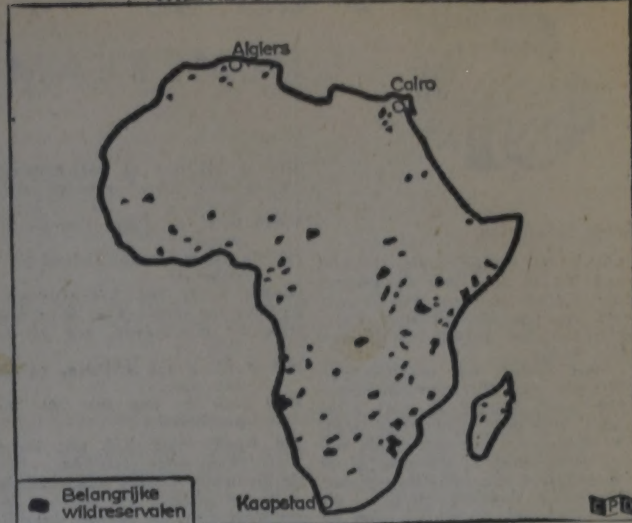 Algiers
Cairo
Belangrijke
wildreservaten
Kaapstad